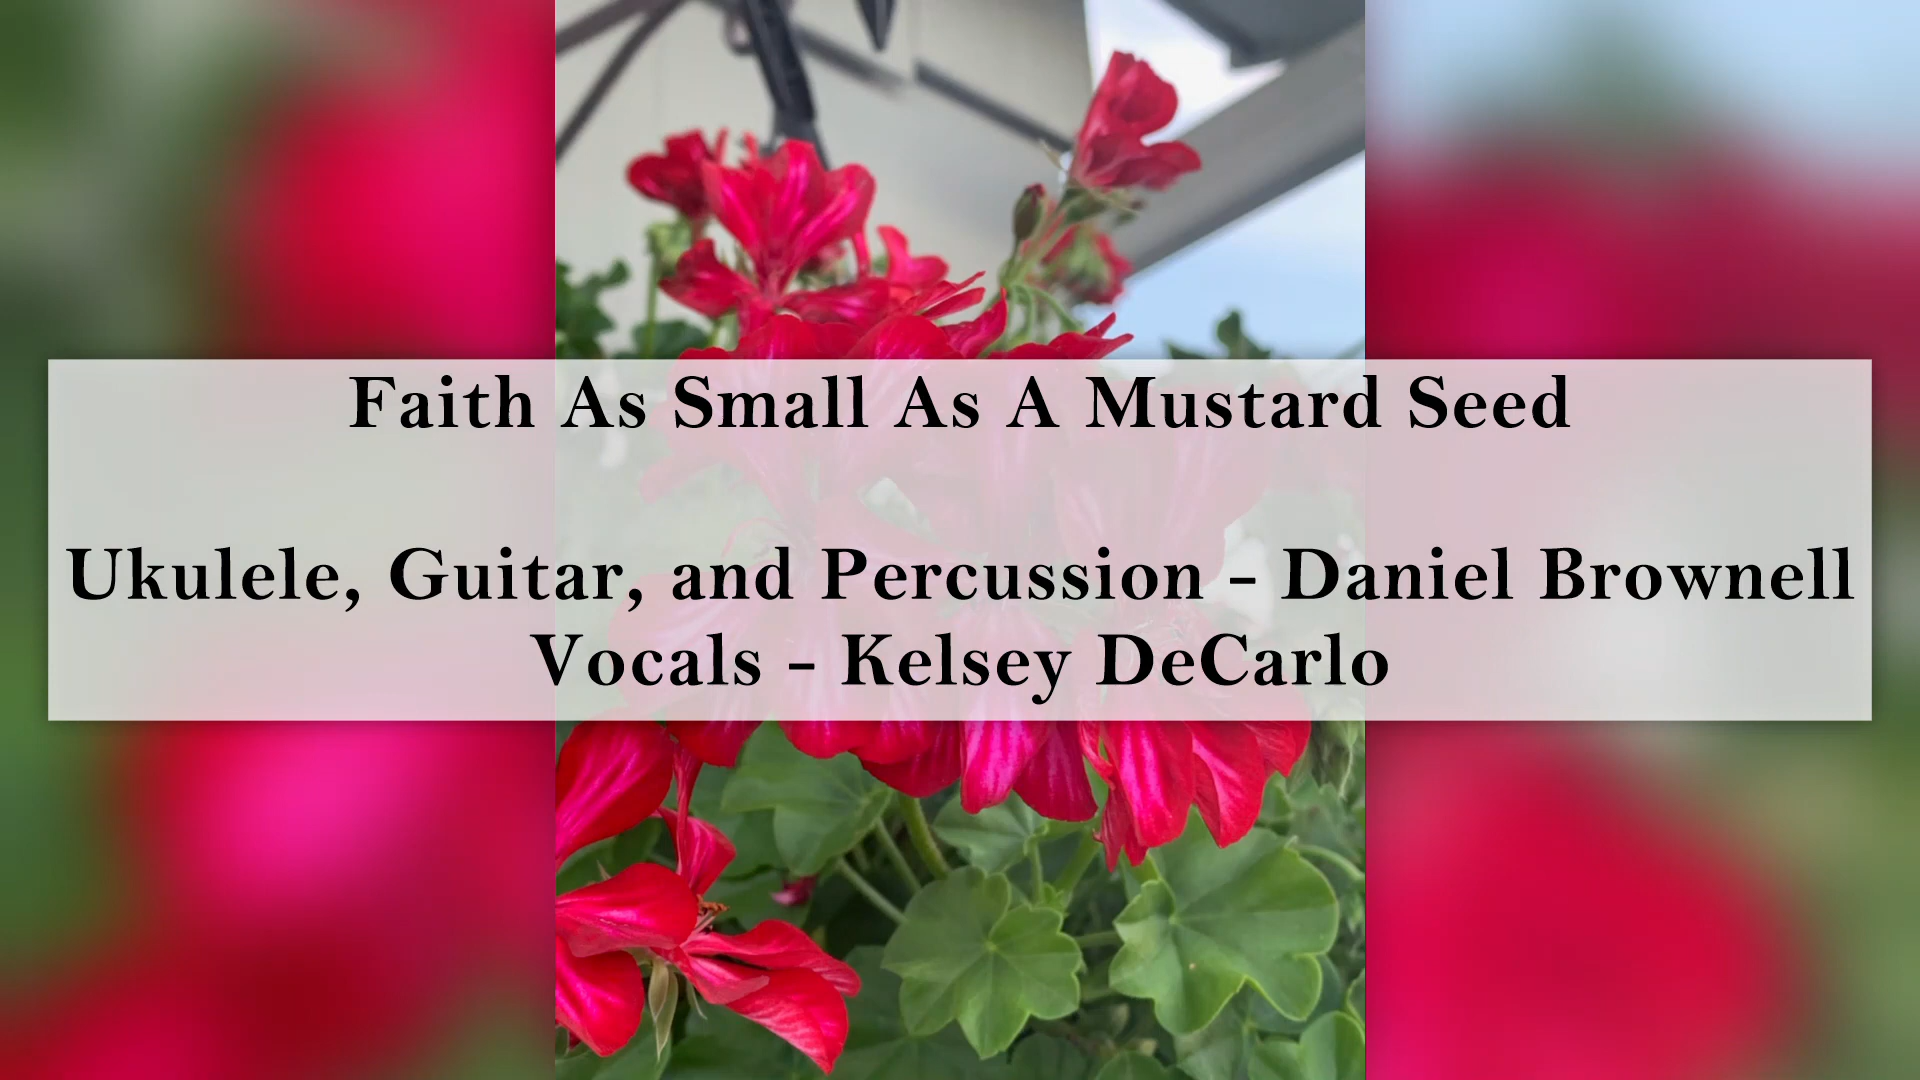 Faith As Small As A Mustard Seed
Ukulele, Guitar, and Percussion - Daniel Brownell
Vocals - Kelsey DeCarlo